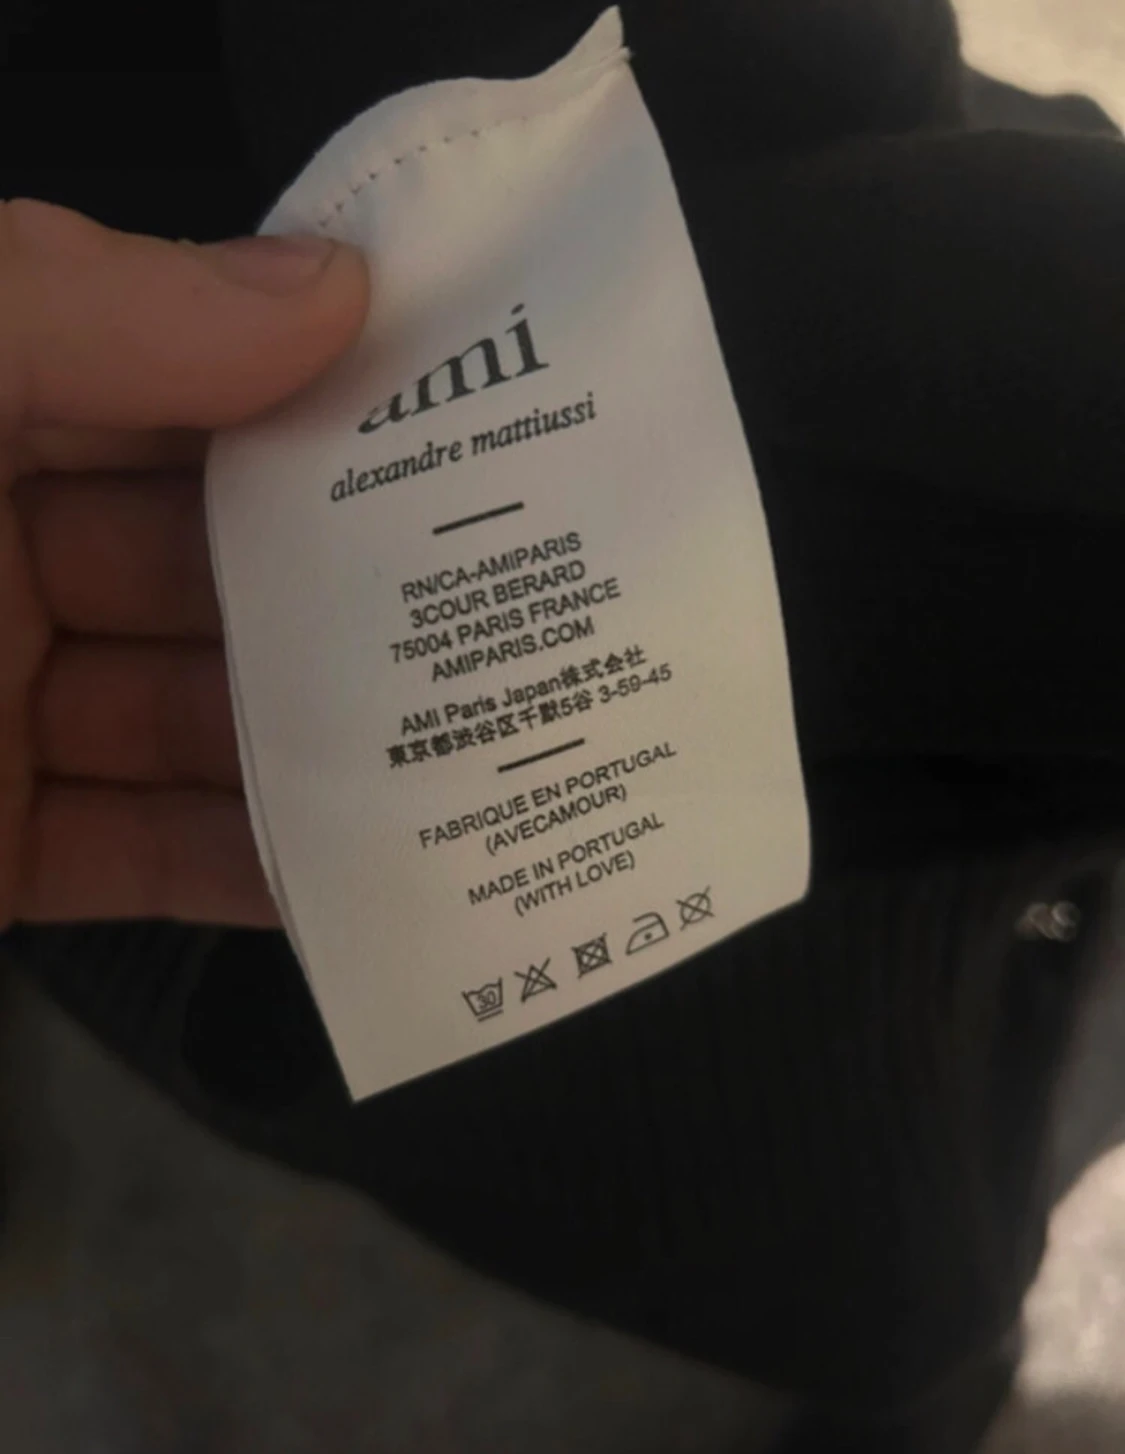 ami
alexandre mattiussi
RN/CA-AMIPARIS
3COUR BERARD
75004 PARIS FRANCE
AMIPARIS.COM
AMI Paris Japan株式会社
東京都渋谷区千默5谷 3-59-45
FABRIQUE EN PORTUGAL
(AVECAMOUR)
MADE IN PORTUGAL
(WITH LOVE)
30